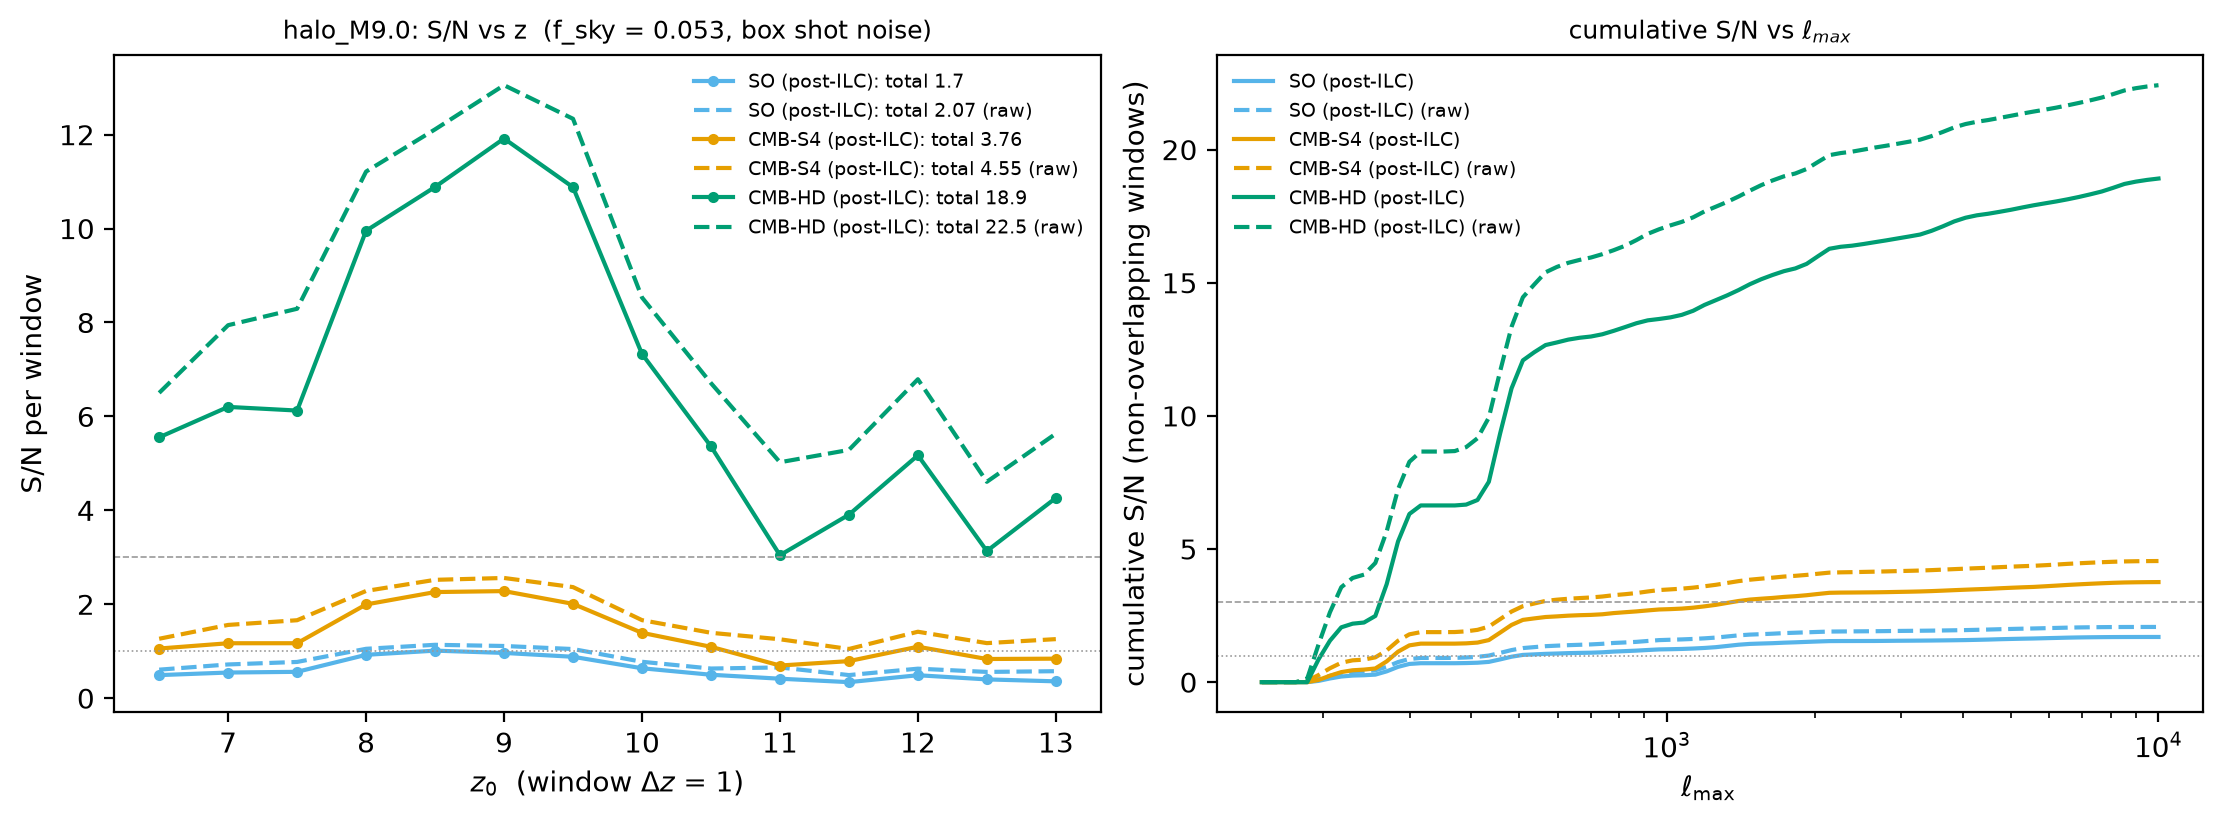 halo_M9.0: S/N vs z (f_sky = 0.053, box shot noise)
S/N per window
12
10
8
6
4
2
0
SO (post-ILC): total 1.7
SO (post-ILC): total 2.07 (raw)
CMB-S4 (post-ILC): total 3.76
CMB-S4 (post-ILC): total 4.55 (raw)
CMB-HD (post-ILC): total 18.9
CMB-HD (post-ILC): total 22.5 (raw)
7 8 9 10 11 12 13
z₀ (window Δz = 1)
cumulative S/N vs ℓₘₐₓ
cumulative S/N (non-overlapping windows)
20
15
10
5
0
SO (post-ILC)
SO (post-ILC) (raw)
CMB-S4 (post-ILC)
CMB-S4 (post-ILC) (raw)
CMB-HD (post-ILC)
CMB-HD (post-ILC) (raw)
10³ 10⁴
ℓₘₐₓ